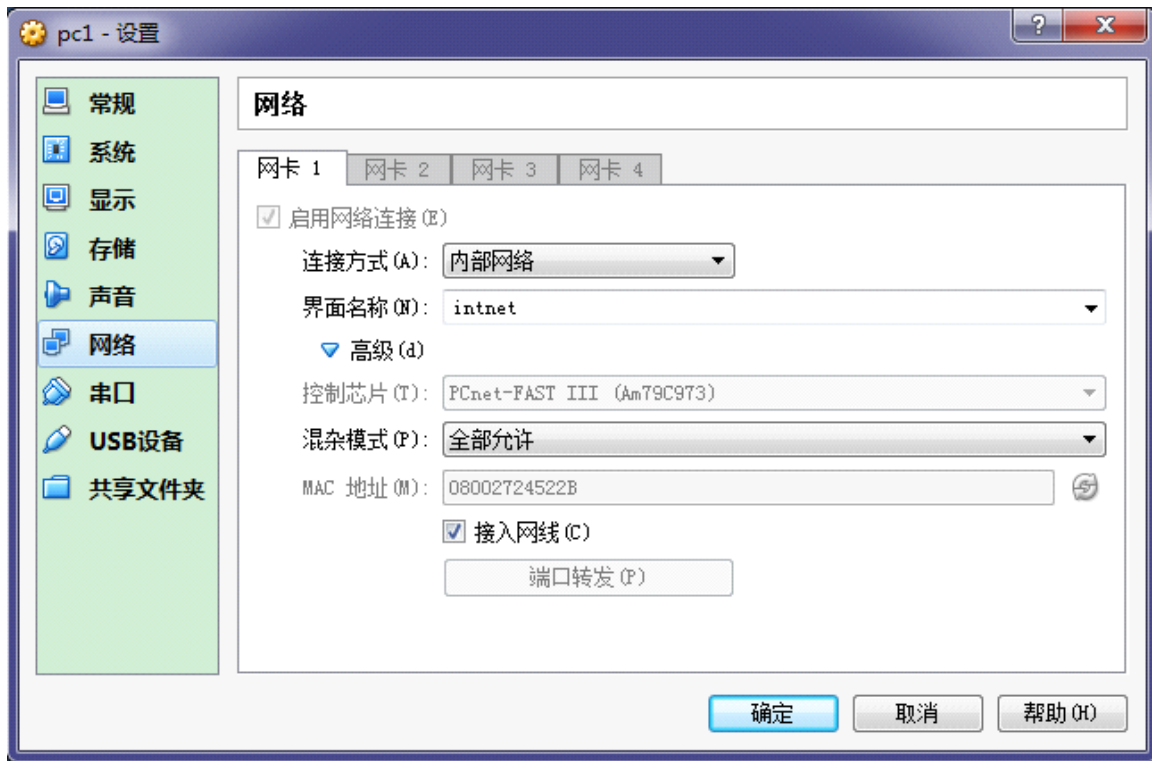 pc1 - 设置
常规
系统
显示
存储
声音
网络
串口
USB设备
共享文件夹
网络
网卡 1 网卡 2 网卡 3 网卡 4
启用网络连接(E)
连接方式(A): 内部网络
界面名称(N): intnet
高级(d)
控制芯片(T): PCnet-FAST III (Am79C973)
混杂模式(P): 全部允许
MAC 地址(M): 08002724522B
接入网线(C)
端口转发(P)
确定 取消 帮助(H)